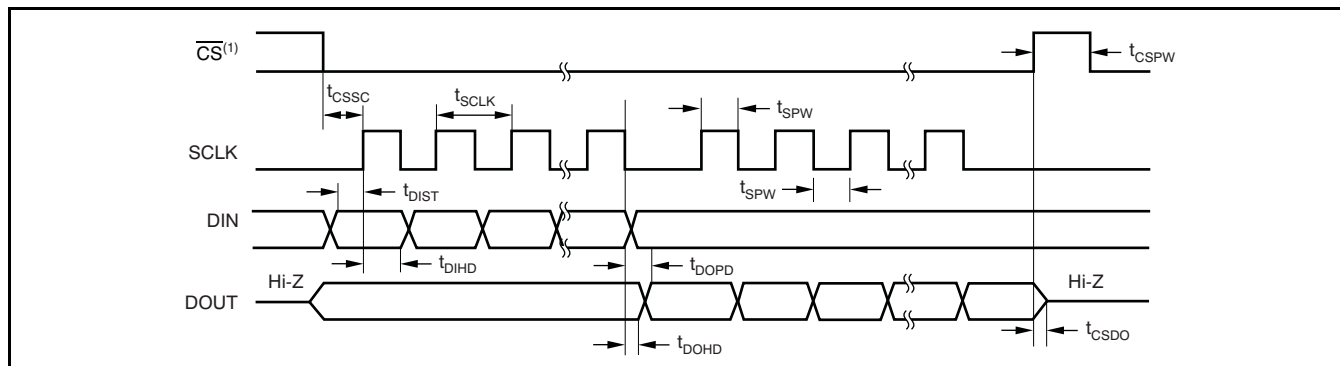 CS(1)
tCSPW
tCSSC
tSCLK
tSPW
SCLK
tDIST
tSPW
DIN
tDIHD
tDOPD
Hi-Z
Hi-Z
DOUT
tDOHD
tCSDO